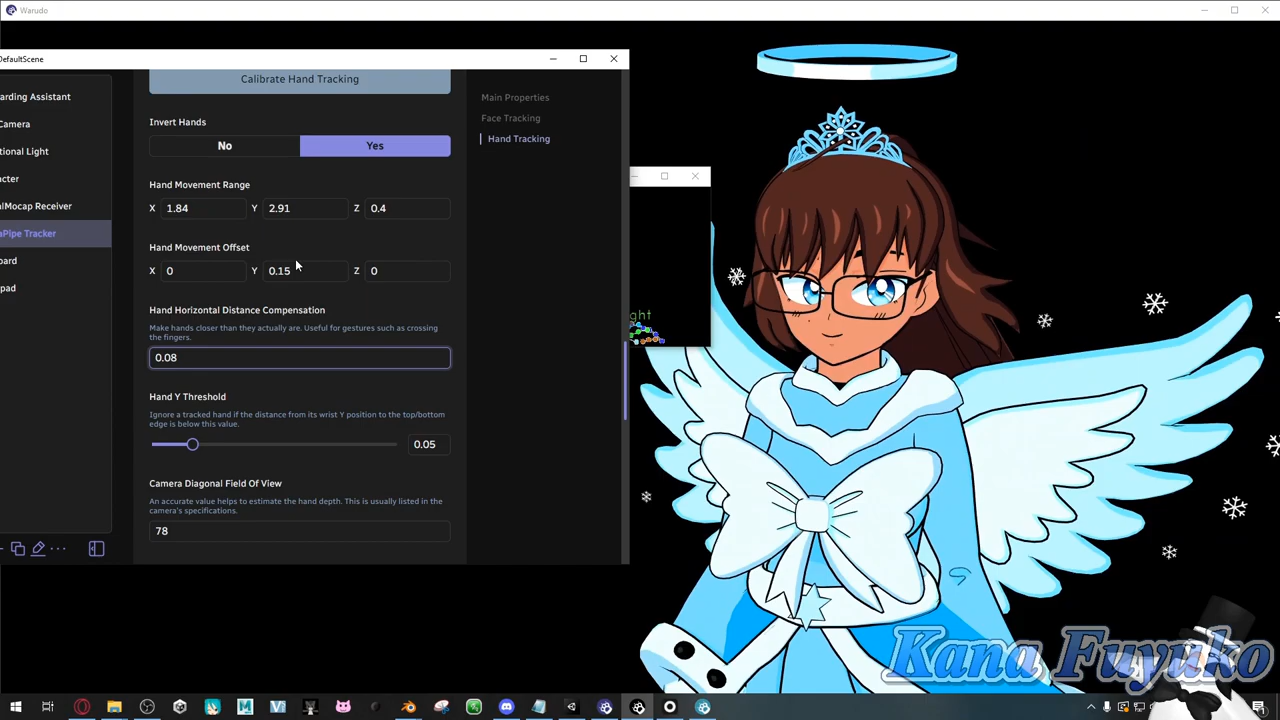 Warudo
DefaultScene
arding Assistant
Camera
tional Light
cter
lMocap Receiver
aPipe Tracker
oard
pad
Calibrate Hand Tracking
Invert Hands
No
Yes
Hand Movement Range
X 1.84 Y 2.91 Z 0.4
Hand Movement Offset
X 0 Y 0.15 Z 0
Hand Horizontal Distance Compensation
Make hands closer than they actually are. Useful for gestures such as crossing
the fingers.
0.08
Hand Y Threshold
Ignore a tracked hand if the distance from its wrist Y position to the top/bottom
edge is below this value.
0.05
Camera Diagonal Field Of View
An accurate value helps to estimate the hand depth. This is usually listed in the
camera's specifications.
78
Main Properties
Face Tracking
Hand Tracking
ght
Kana Fuyuko